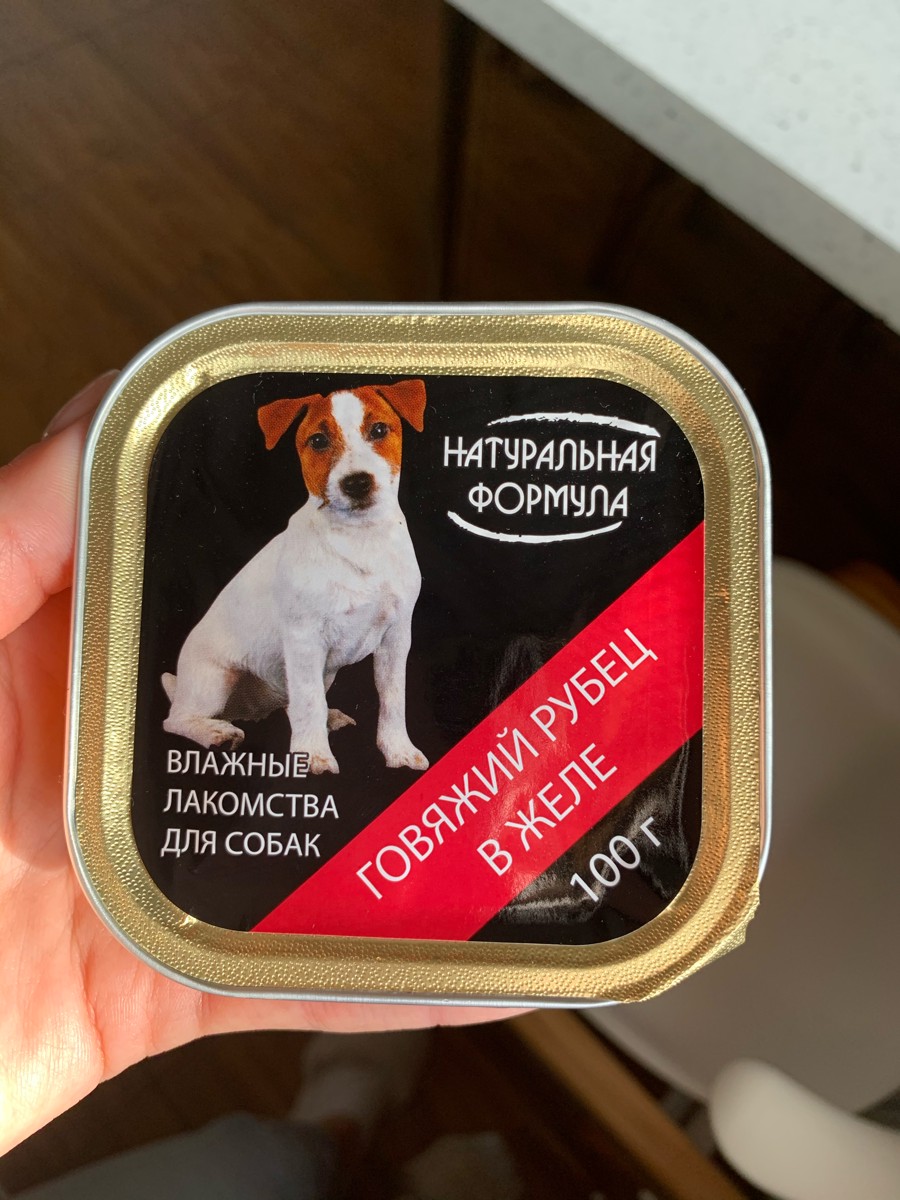 НАТУРАЛЬНАЯ
ФОРМУЛА
ГОВЯЖИЙ РУБЕЦ
В ЖЕЛЕ
100 г
ВЛАЖНЫЕ
ЛАКОМСТВА
ДЛЯ СОБАК